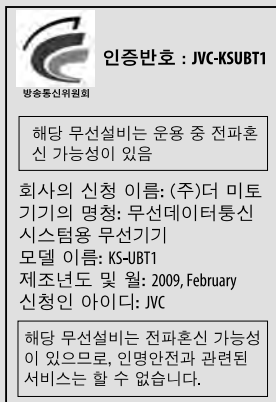 인증번호 : JVC-KSUBT1
방송통신위원회
해당 무선설비는 운용 중 전파혼
신 가능성이 있음
회사의 신청 이름: (주)더 미토
기기의 명칭: 무선데이터통신
시스템용 무선기기
모델 이름: KS-UBT1
제조년도 및 월: 2009, February
신청인 아이디: JVC
해당 무선설비는 전파혼신 가능성
이 있으므로, 인명안전과 관련된
서비스는 할 수 없습니다.